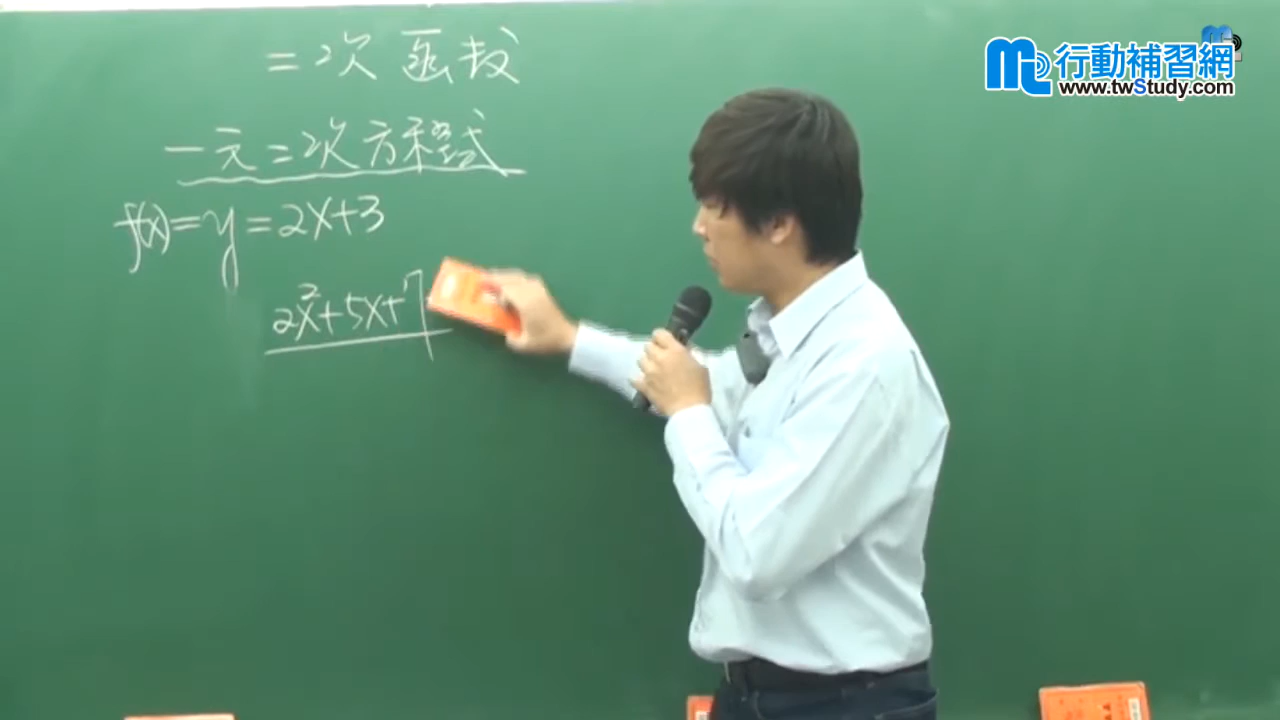 二次函数
一元二次方程式
f(x)=y=2x+3
2x²+5x+7
行動補習網
www.twStudy.com